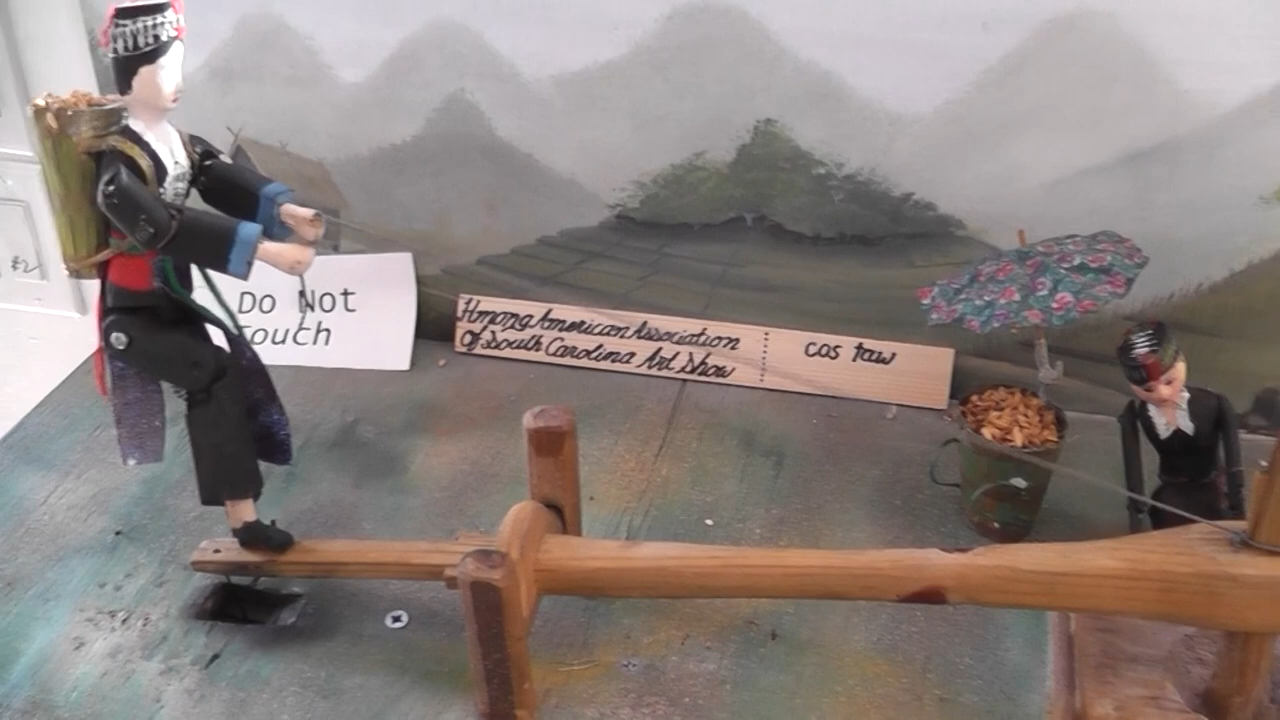 Do Not
Touch
Hmong American Association
Of South Carolina Art Show
cos taw